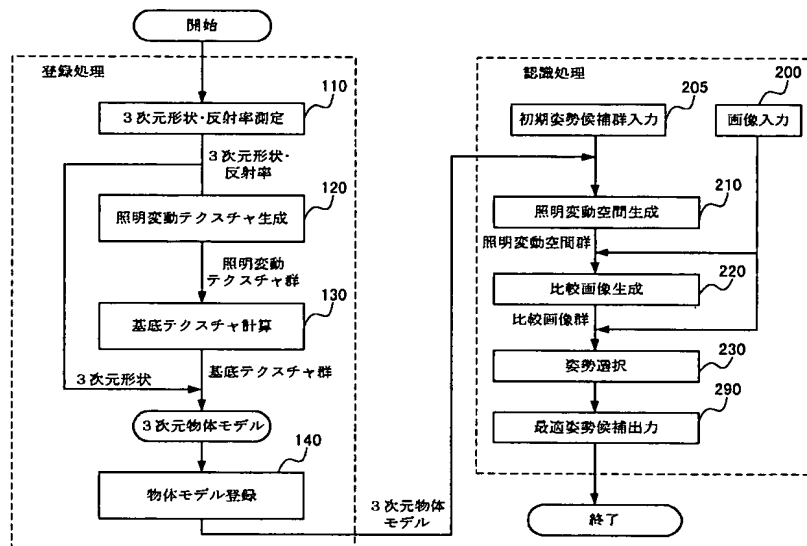 開始
登録処理
110
3次元形状・反射率測定
3次元形状・
反射率
120
照明変動テクスチャ生成
照明変動
テクスチャ群
130
基底テクスチャ計算
3次元形状
基底テクスチャ群
3次元物体モデル
140
物体モデル登録
3次元物体
モデル
認識処理
205
初期姿勢候補群入力
200
画像入力
210
照明変動空間生成
照明変動空間群
220
比較画像生成
比較画像群
230
姿勢選択
290
最適姿勢候補出力
終了